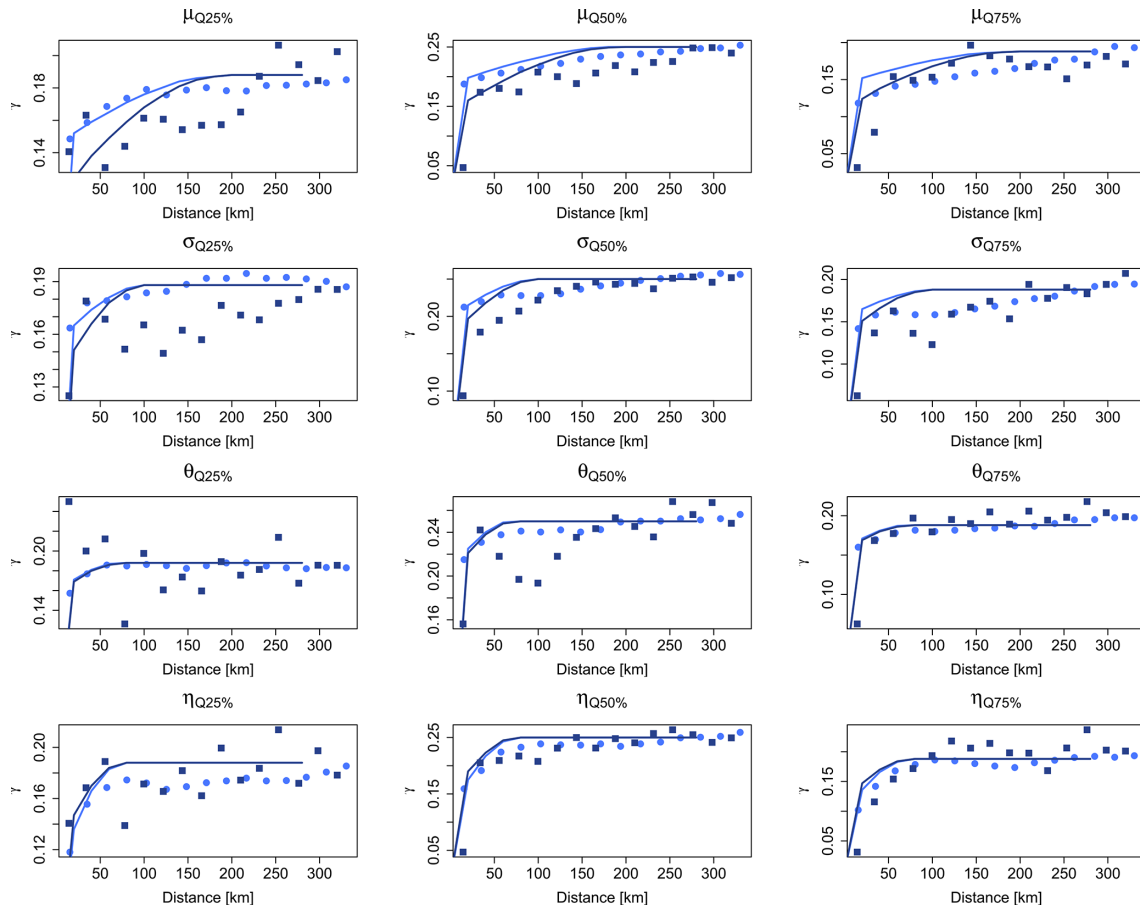 μQ25%
μQ50%
μQ75%
γ
0.14
0.18
50 100 150 200 250 300
Distance [km]
γ
0.05
0.15
0.25
50 100 150 200 250 300
Distance [km]
γ
0.05
0.15
50 100 150 200 250 300
Distance [km]
σQ25%
σQ50%
σQ75%
γ
0.13
0.16
0.19
50 100 150 200 250 300
Distance [km]
γ
0.10
0.20
50 100 150 200 250 300
Distance [km]
γ
0.10
0.15
0.20
50 100 150 200 250 300
Distance [km]
θQ25%
θQ50%
θQ75%
γ
0.14
0.20
50 100 150 200 250 300
Distance [km]
γ
0.16
0.20
0.24
50 100 150 200 250 300
Distance [km]
γ
0.10
0.20
50 100 150 200 250 300
Distance [km]
ηQ25%
ηQ50%
ηQ75%
γ
0.12
0.16
0.20
50 100 150 200 250 300
Distance [km]
γ
0.05
0.15
0.25
50 100 150 200 250 300
Distance [km]
γ
0.05
0.15
50 100 150 200 250 300
Distance [km]